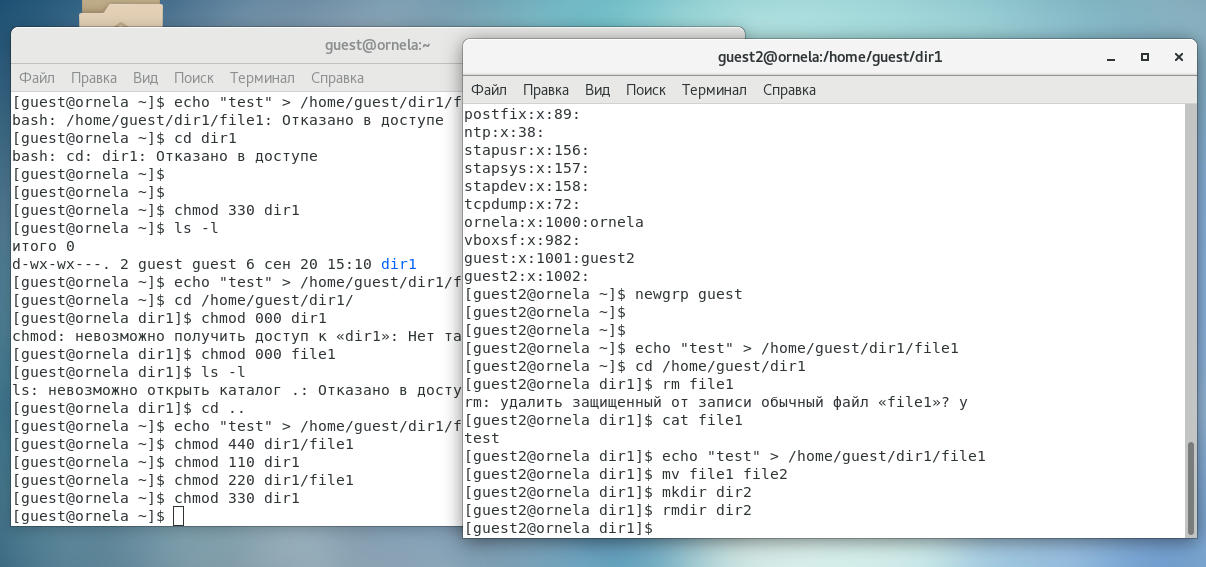 guest@ornela:~
Файл Правка Вид Поиск Терминал Справка
[guest@ornela ~]$ echo "test" > /home/guest/dir1/f
bash: /home/guest/dir1/file1: Отказано в доступе
[guest@ornela ~]$ cd dir1
bash: cd: dir1: Отказано в доступе
[guest@ornela ~]$
[guest@ornela ~]$
[guest@ornela ~]$ chmod 330 dir1
[guest@ornela ~]$ ls -l
итого 0
d-wx-wx---. 2 guest guest 6 сен 20 15:10 dir1
[guest@ornela ~]$ echo "test" > /home/guest/dir1/f
[guest@ornela ~]$ cd /home/guest/dir1/
[guest@ornela dir1]$ chmod 000 dir1
chmod: невозможно получить доступ к «dir1»: Нет та
[guest@ornela dir1]$ chmod 000 file1
[guest@ornela dir1]$ ls -l
ls: невозможно открыть каталог .: Отказано в досту
[guest@ornela dir1]$ cd ..
[guest@ornela ~]$ echo "test" > /home/guest/dir1/f
[guest@ornela ~]$ chmod 440 dir1/file1
[guest@ornela ~]$ chmod 110 dir1
[guest@ornela ~]$ chmod 220 dir1/file1
[guest@ornela ~]$ chmod 330 dir1
[guest@ornela ~]$
guest2@ornela:/home/guest/dir1
Файл Правка Вид Поиск Терминал Справка
postfix:x:89:
ntp:x:38:
stapusr:x:156:
stapsys:x:157:
stapdev:x:158:
tcpdump:x:72:
ornela:x:1000:ornela
vboxsf:x:982:
guest:x:1001:guest2
guest2:x:1002:
[guest2@ornela ~]$ newgrp guest
[guest2@ornela ~]$
[guest2@ornela ~]$
[guest2@ornela ~]$ echo "test" > /home/guest/dir1/file1
[guest2@ornela ~]$ cd /home/guest/dir1
[guest2@ornela dir1]$ rm file1
rm: удалить защищенный от записи обычный файл «file1»? y
[guest2@ornela dir1]$ cat file1
test
[guest2@ornela dir1]$ echo "test" > /home/guest/dir1/file1
[guest2@ornela dir1]$ mv file1 file2
[guest2@ornela dir1]$ mkdir dir2
[guest2@ornela dir1]$ rmdir dir2
[guest2@ornela dir1]$